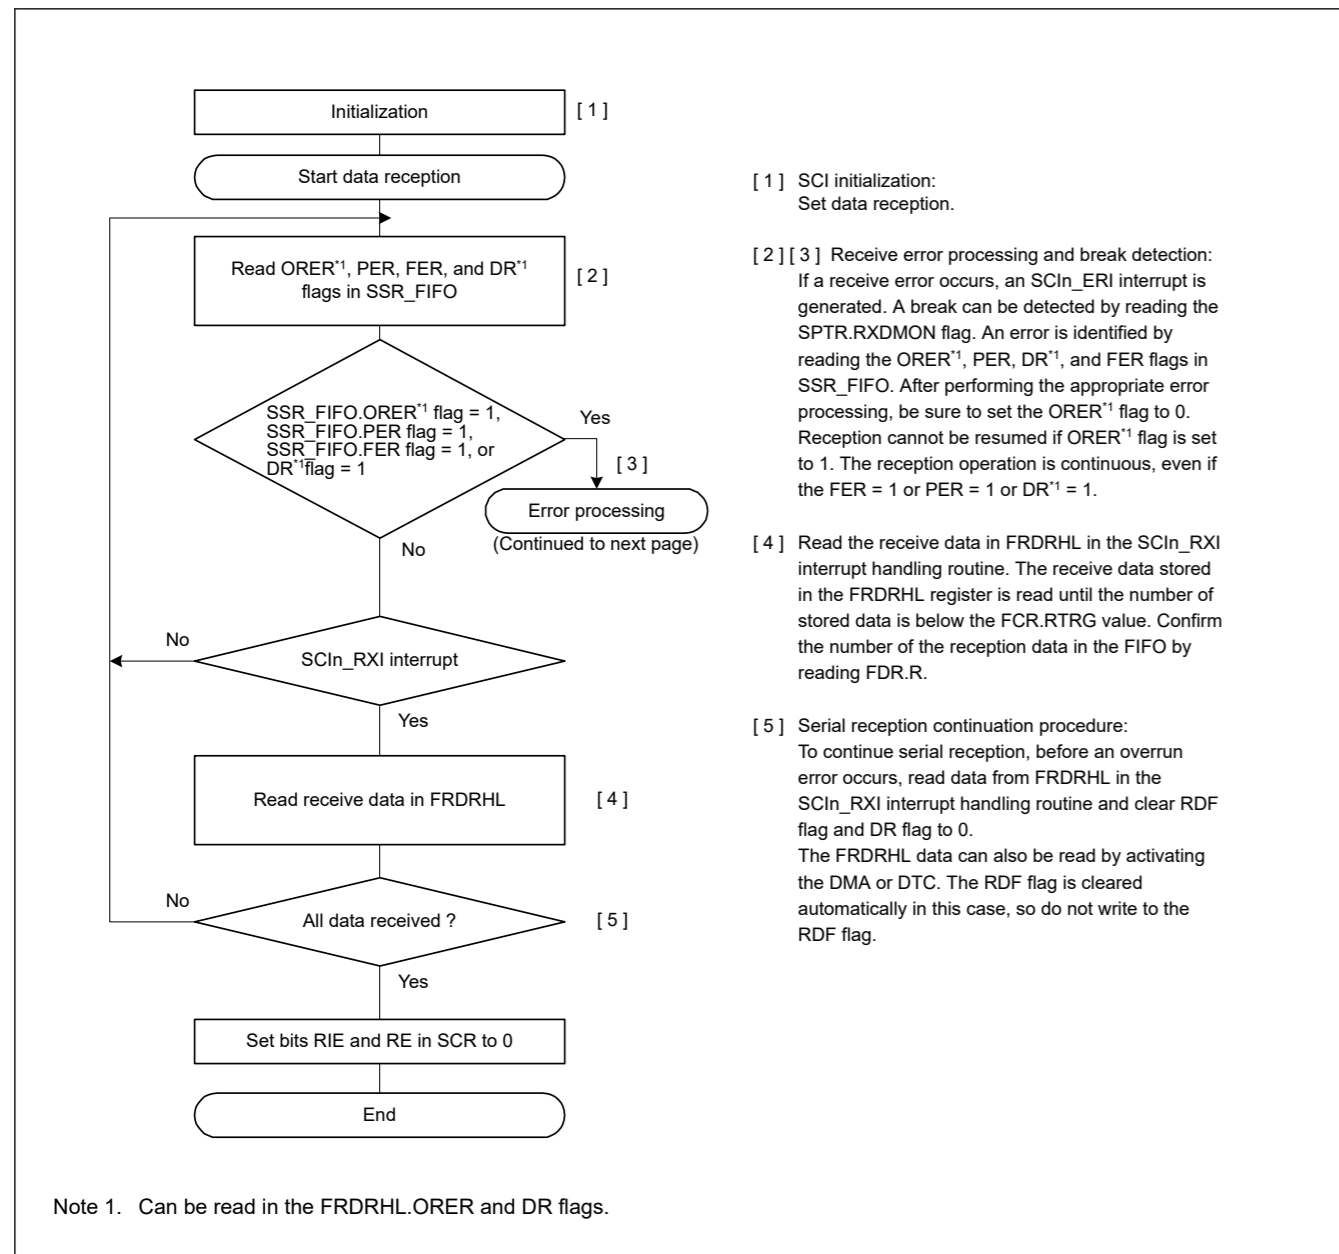 Initialization
[ 1 ]
Start data reception
Read ORER*1, PER, FER, and DR*1
flags in SSR_FIFO
[ 2 ]
SSR_FIFO.ORER*1 flag = 1,
SSR_FIFO.PER flag = 1,
SSR_FIFO.FER flag = 1, or
DR*1flag = 1
Yes
[ 3 ]
Error processing
(Continued to next page)
No
No
SCIn_RXI interrupt
Yes
Read receive data in FRDRHL
[ 4 ]
No
All data received ?
[ 5 ]
Yes
Set bits RIE and RE in SCR to 0
End
[ 1 ] SCI initialization:
Set data reception.
[ 2 ] [ 3 ] Receive error processing and break detection:
If a receive error occurs, an SCIn_ERI interrupt is
generated. A break can be detected by reading the
SPTR.RXDMON flag. An error is identified by
reading the ORER*1, PER, DR*1, and FER flags in
SSR_FIFO. After performing the appropriate error
processing, be sure to set the ORER*1 flag to 0.
Reception cannot be resumed if ORER*1 flag is set
to 1. The reception operation is continuous, even if
the FER = 1 or PER = 1 or DR*1 = 1.
[ 4 ] Read the receive data in FRDRHL in the SCIn_RXI
interrupt handling routine. The receive data stored
in the FRDRHL register is read until the number of
stored data is below the FCR.RTRG value. Confirm
the number of the reception data in the FIFO by
reading FDR.R.
[ 5 ] Serial reception continuation procedure:
To continue serial reception, before an overrun
error occurs, read data from FRDRHL in the
SCIn_RXI interrupt handling routine and clear RDF
flag and DR flag to 0.
The FRDRHL data can also be read by activating
the DMA or DTC. The RDF flag is cleared
automatically in this case, so do not write to the
RDF flag.
Note 1. Can be read in the FRDRHL.ORER and DR flags.